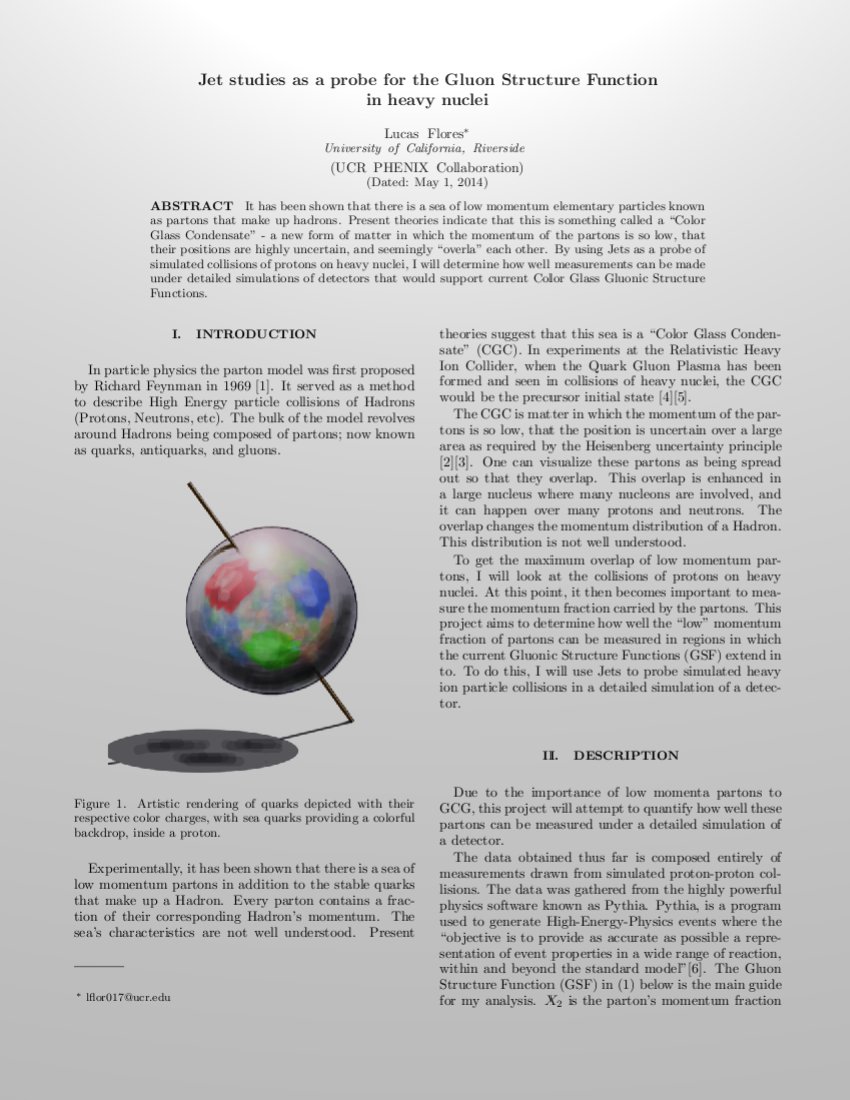 Jet studies as a probe for the Gluon Structure Function
in heavy nuclei
Lucas Flores*
University of California, Riverside
(UCR PHENIX Collaboration)
(Dated: May 1, 2014)
ABSTRACT It has been shown that there is a sea of low momentum elementary particles known
as partons that make up hadrons. Present theories indicate that this is something called a “Color
Glass Condensate” - a new form of matter in which the momentum of the partons is so low, that
their positions are highly uncertain, and seemingly “overla” each other. By using Jets as a probe of
simulated collisions of protons on heavy nuclei, I will determine how well measurements can be made
under detailed simulations of detectors that would support current Color Glass Gluonic Structure
Functions.
I. INTRODUCTION
In particle physics the parton model was first proposed
by Richard Feynman in 1969 [1]. It served as a method
to describe High Energy particle collisions of Hadrons
(Protons, Neutrons, etc). The bulk of the model revolves
around Hadrons being composed of partons; now known
as quarks, antiquarks, and gluons.
Figure 1. Artistic rendering of quarks depicted with their
respective color charges, with sea quarks providing a colorful
backdrop, inside a proton.
Experimentally, it has been shown that there is a sea of
low momentum partons in addition to the stable quarks
that make up a Hadron. Every parton contains a frac-
tion of their corresponding Hadron's momentum. The
sea's characteristics are not well understood. Present
* lflor017@ucr.edu
theories suggest that this sea is a “Color Glass Conden-
sate” (CGC). In experiments at the Relativistic Heavy
Ion Collider, when the Quark Gluon Plasma has been
formed and seen in collisions of heavy nuclei, the CGC
would be the precursor initial state [4][5].
The CGC is matter in which the momentum of the par-
tons is so low, that the position is uncertain over a large
area as required by the Heisenberg uncertainty principle
[2][3]. One can visualize these partons as being spread
out so that they overlap. This overlap is enhanced in
a large nucleus where many nucleons are involved, and
it can happen over many protons and neutrons. The
overlap changes the momentum distribution of a Hadron.
This distribution is not well understood.
To get the maximum overlap of low momentum par-
tons, I will look at the collisions of protons on heavy
nuclei. At this point, it then becomes important to mea-
sure the momentum fraction carried by the partons. This
project aims to determine how well the “low” momentum
fraction of partons can be measured in regions in which
the current Gluonic Structure Functions (GSF) extend in
to. To do this, I will use Jets to probe simulated heavy
ion particle collisions in a detailed simulation of a detec-
tor.
II. DESCRIPTION
Due to the importance of low momenta partons to
GCG, this project will attempt to quantify how well these
partons can be measured under a detailed simulation of
a detector.
The data obtained thus far is composed entirely of
measurements drawn from simulated proton-proton col-
lisions. The data was gathered from the highly powerful
physics software known as Pythia. Pythia, is a program
used to generate High-Energy-Physics events where the
“objective is to provide as accurate as possible a repre-
sentation of event properties in a wide range of reaction,
within and beyond the standard model”[6]. The Gluon
Structure Function (GSF) in (1) below is the main guide
for my analysis. X₂ is the parton's momentum fraction